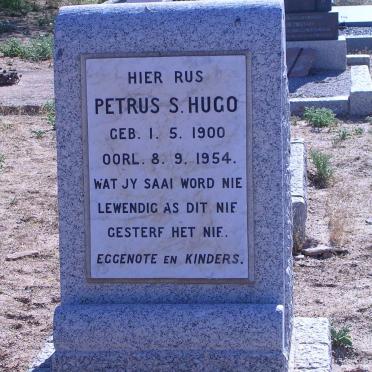 HIER RUS
PETRUS S. HUGO
GEB. 1. 5. 1900
OORL. 8. 9. 1954.
WAT JY SAAI WORD NIE
LEWENDIG AS DIT NIE
GESTERF HET NIE.
EGGENOTE EN KINDERS.